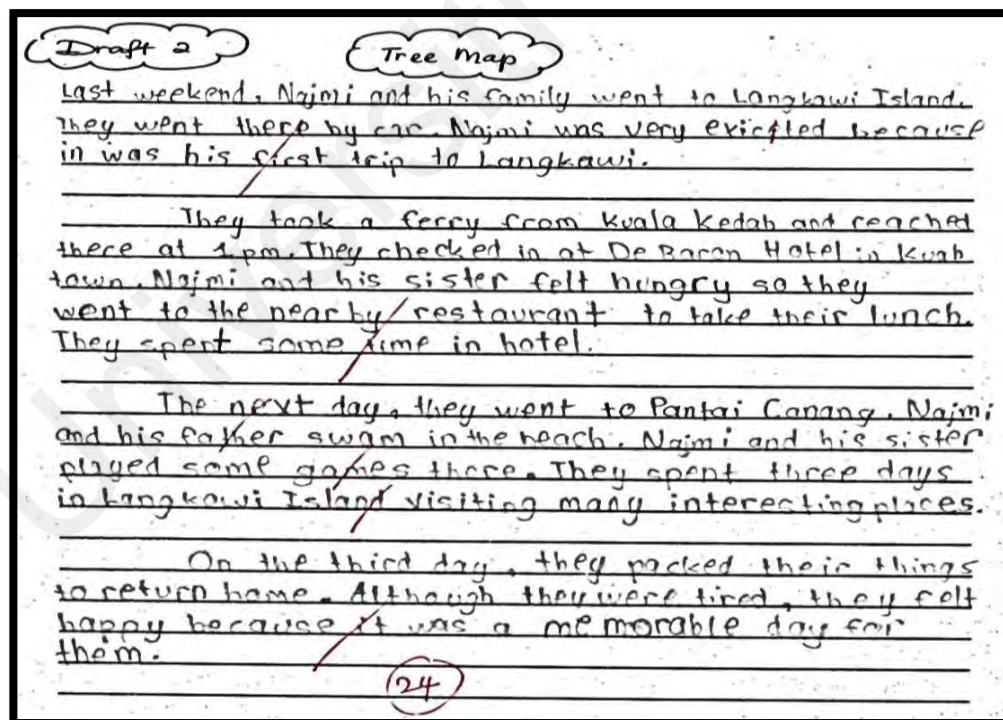 Draft 2
Tree Map
Last weekend, Najmi and his family went to Langkawi Island.
They went there by car. Najmi was very exicited because
in was his first trip to Langkawi.
They took a ferry from Kuala Kedah and reached
there at 1pm. They checked in at De Baron Hotel in Kuah
town. Najmi and his sister felt hungry so they
went to the nearby restaurant to take their lunch.
They spent some time in hotel.
The next day, they went to Pantai Canang. Najmi
and his father swam in the beach. Najmi and his sister
played some games there. They spent three days
in Langkawi Island visiting many interesting places.
On the third day, they packed their things
to return home. Although they were tired, they felt
happy because it was a memorable day for
them.
24